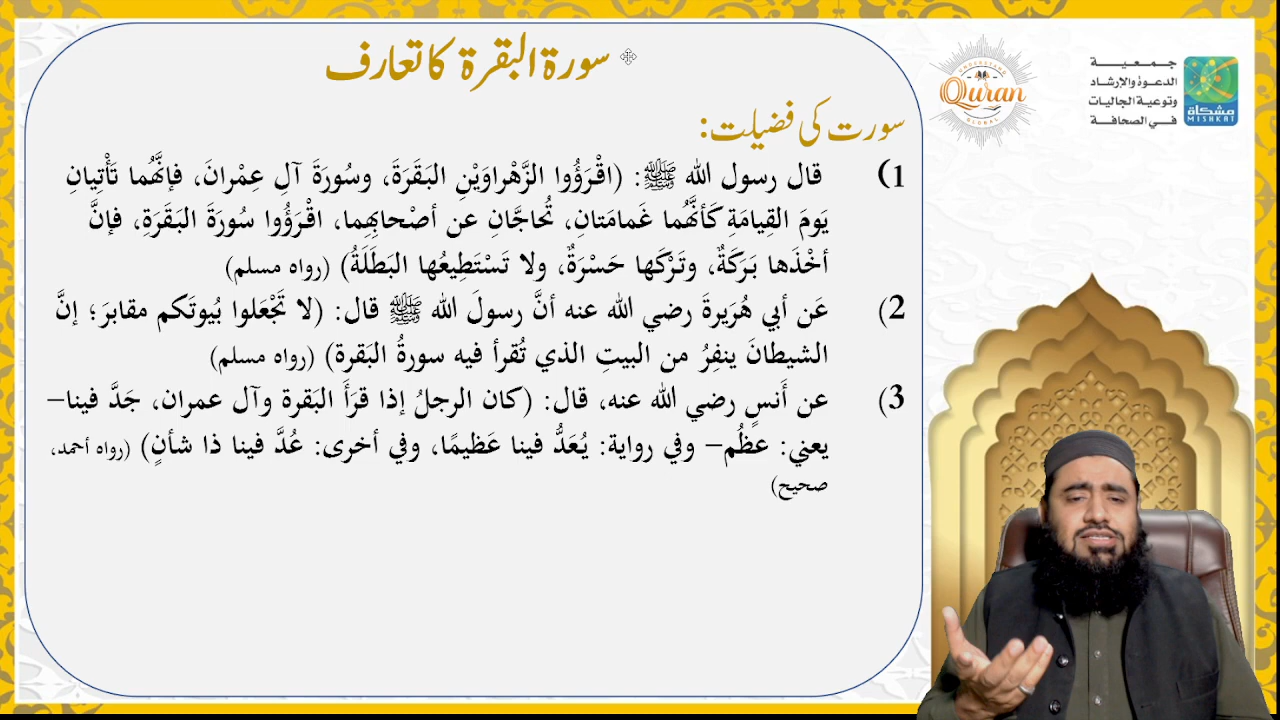 سورۃ البقرۃ کا تعارف
سورت کی فضیلت:
1) قال رسول الله ﷺ: (اقْرَؤُوا الزَّهْراوَيْنِ البَقَرَةَ، وسُورَةَ آلِ عِمْرانَ، فإنَّهُما تَأْتِيانِ
يَومَ القِيامَةِ كَأنَّهُما غَمامَتانِ، تُحاجَّانِ عن أصْحابِهِما، اقْرَؤُوا سُورَةَ البَقَرَةِ، فإنَّ
أخْذَها بَرَكَةٌ، وتَرْكَها حَسْرَةٌ، ولا تَسْتَطِيعُها البَطَلَةُ) (رواه مسلم)
2) عَن أبي هُرَيرةَ رضي الله عنه أنَّ رسولَ الله ﷺ قال: (لا تَجْعَلوا بُيوتَكم مقابرَ؛ إنَّ
الشيطانَ ينفِرُ من البيتِ الذي تُقرأ فيه سورةُ البَقرة) (رواه مسلم)
3) عن أَنسٍ رضي الله عنه، قال: (كان الرجلُ إذا قرَأَ البَقرة وآل عمران، جَدَّ فينا–
يعني: عظُم– وفي رواية: يُعَدُّ فينا عَظيمًا، وفي أخرى: عُدَّ فينا ذا شأنٍ) (رواه أحمد،
صحيح)
UNDERSTAND
Quran
GLOBAL
جمعية
الدعوة والإرشاد
وتوعية الجاليات
في الصحافة
مشكاة
MISHKAT